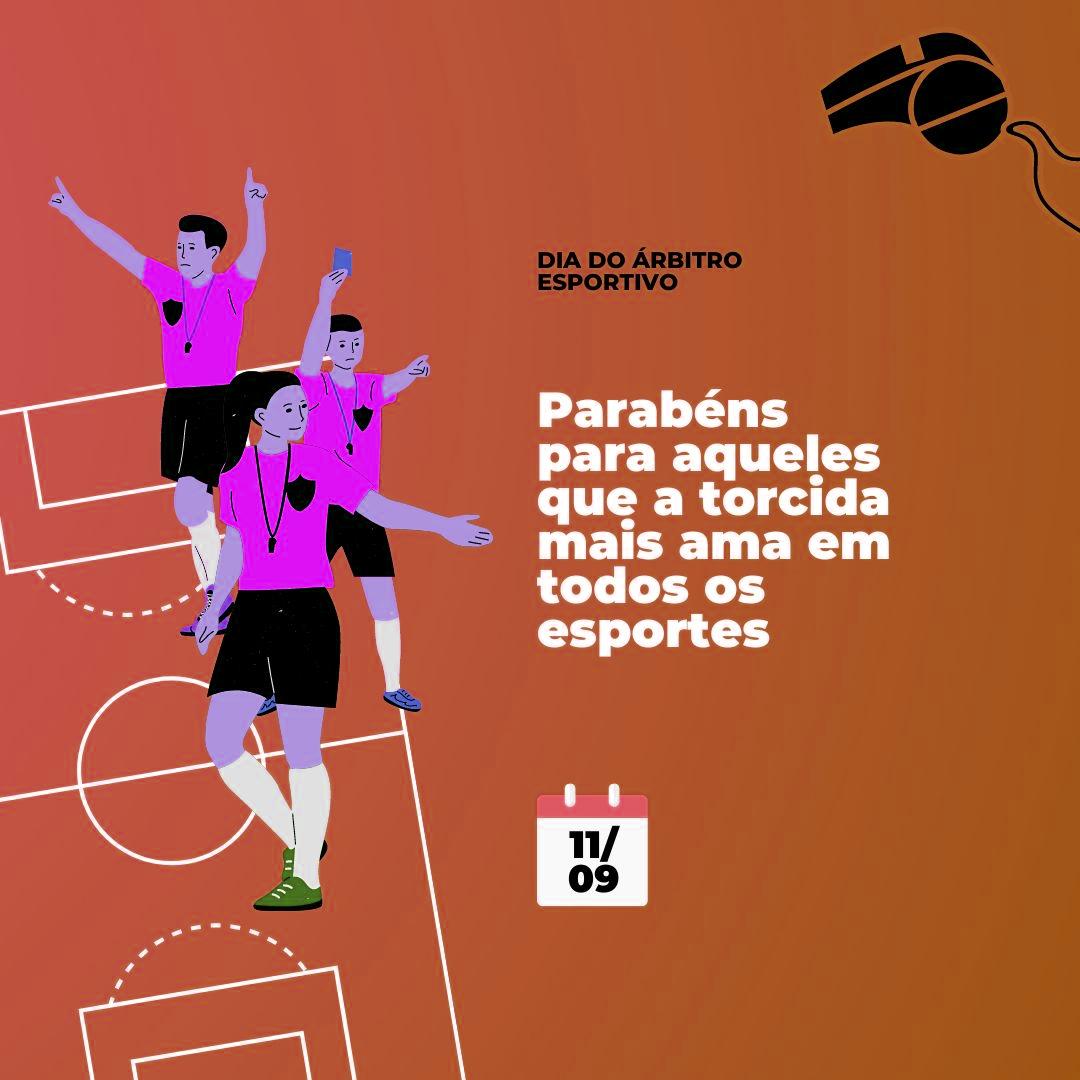 DIA DO ÁRBITRO
ESPORTIVO
Parabéns
para aqueles
que a torcida
mais ama em
todos os
esportes
11/
09